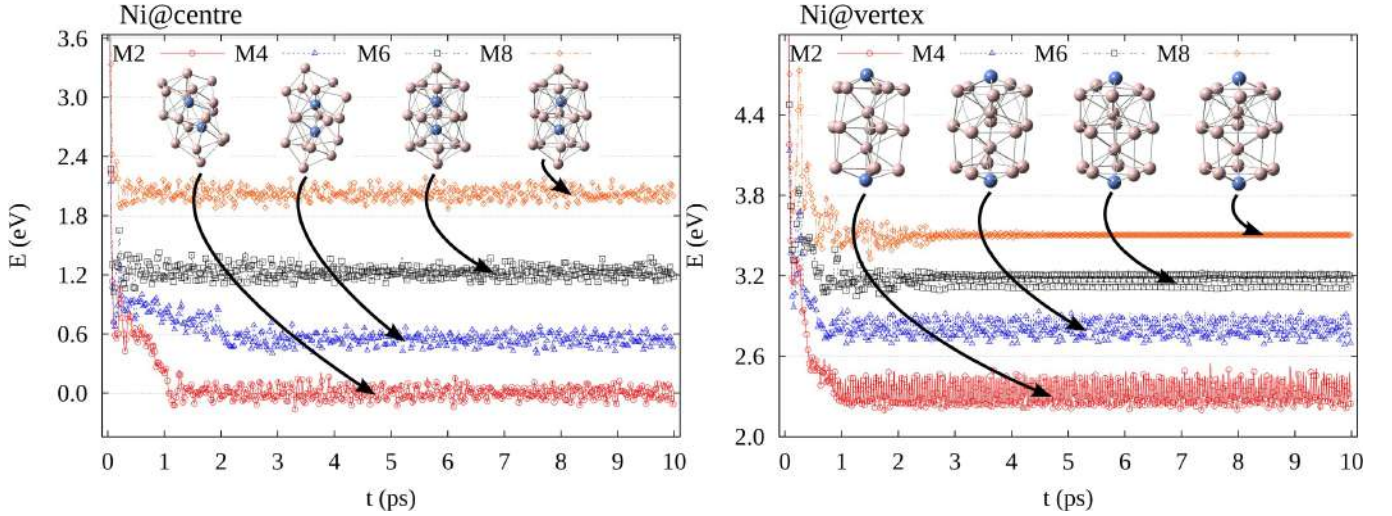 Ni@centre
M2 M4 M6 M8
3.6
3.0
2.4
1.8
1.2
0.6
0.0
E (eV)
0 1 2 3 4 5 6 7 8 9 10
t (ps)
Ni@vertex
M2 M4 M6 M8
4.4
3.8
3.2
2.6
2.0
E (eV)
0 1 2 3 4 5 6 7 8 9 10
t (ps)